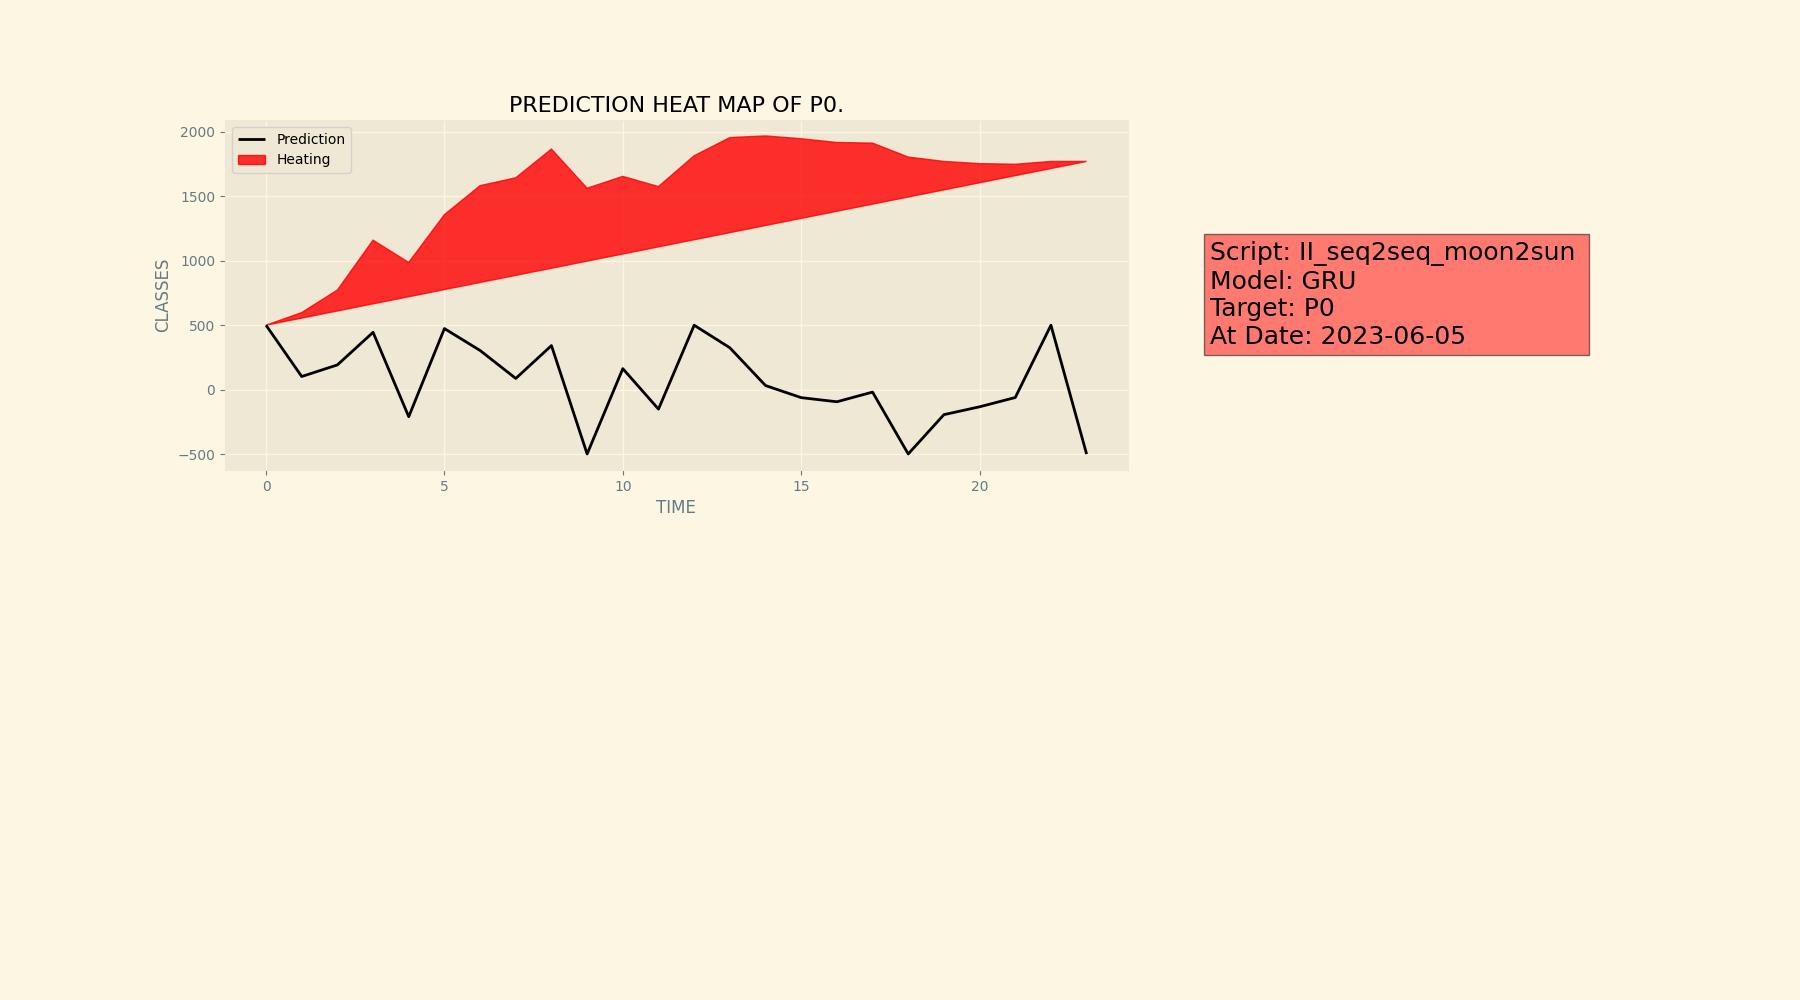 PREDICTION HEAT MAP OF P0.
Prediction
Heating
CLASSES
2000
1500
1000
500
0
−500
0 5 10 15 20
TIME
Script: II_seq2seq_moon2sun
Model: GRU
Target: P0
At Date: 2023-06-05